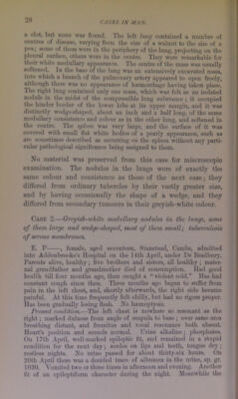 28 CASES IN MAN.
a clot, but none was found. The left lung contained a number of
centres of disease, varying from the size of a walnut to the size of a
pea; some of them were in the periphery of the lung, projecting on the
pleural surface, others were in the centre. They were remarkable for
their white medullary appearance. The centre of the mass was usually
softened. In the base of the lung was an extensively excavated mass,
into which a branch of the pulmonary artery appeared to open freely,
although there was no appearance of hæmorrhage having taken place.
The right lung contained only one mass, which was felt as an isolated
nodule in the midst of the compressible lung substance; it occupied
the hinder border of the lower lobe at its upper margin, and it was
distinctly wedge-shaped, about an inch and a half long, of the same
medullary consistence and colour as in the other lung, and softened in
the centre. The spleen was very large, and the surface of it was
covered with small flat white bodies of a pearly appearance, such as
are sometimes described as occurring on the spleen without any parti-
cular pathological significance being assigned to them.
No material was preserved from this case for microscopic
examination. The nodules in the lungs were of exactly the
same colour and consistence as those of the next case; they
differed from ordinary tubercles by their vastly greater size,
and by having occasionally the shape of a wedge, and they
differed from secondary tumours in their greyish-white colour.
CASE 2.—Greyish-white medullary nodules in the lungs, some
of them large and wedge-shaped, most of them small; tuberculosis
of serous membranes.
E. P——, female, aged seventeen, Stanstead, Cambs, admitted
into Addenbrooke's Hospital on the 14th April, under Dr Bradbury.
Parents alive, healthy; five brothers and sisters, all healthy; mater-
nal grandfather and grandmother died of consumption. Had good
health till four months ago, then caught a “violent cold.” Has had
constant cough since then. Three months ago began to suffer from
pain in the left chest, and, shortly afterwards, the right side became
painful. At this time frequently felt chilly, but had no rigors proper.
Has been gradually losing flesh. No hæmoptysis.
Present condition.—The left chest is nowhere so resonant as the
right; marked dulness from angle of scapula to base; over same area
breathing distant, and fremitus and vocal resonance both absent.
Heart's position and sounds normal. Urine alkaline; phosphates.
On 17th April, well-marked epileptic fit, and remained in a stupid
condition for the next day; sordes on lips and teeth, tongue dry;
restless nights. No urine passed for about thirty-six hours. On
20th April there was a decided trace of albumen in the urine, sp. gr.
1020. Vomited two or three times in afternoon and evening. Another
fit of an epileptiform character during the night. Meanwhile the